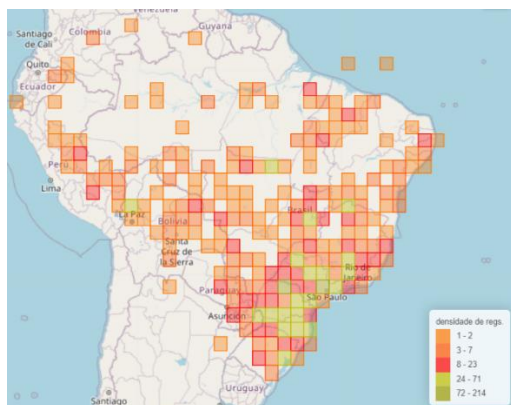 Venezuela
Santiago
de Cali
Colombia
Guyana
Quito
Ecuador
Perú
Lima
Brasil
La Paz
Bolivia
Santa
Cruz de
la Sierra
Rio de
Janeiro
Paraguay
São Paulo
Asunción
Uruguay
Santiago
densidade de regs.
1 - 2
3 - 7
8 - 23
24 - 71
72 - 214